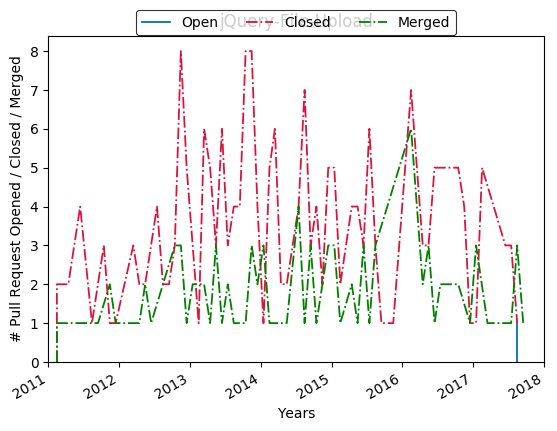 jQuery-File-Upload
Open Closed Merged
# Pull Request Opened / Closed / Merged
8
7
6
5
4
3
2
1
0
2011 2012 2013 2014 2015 2016 2017 2018
Years